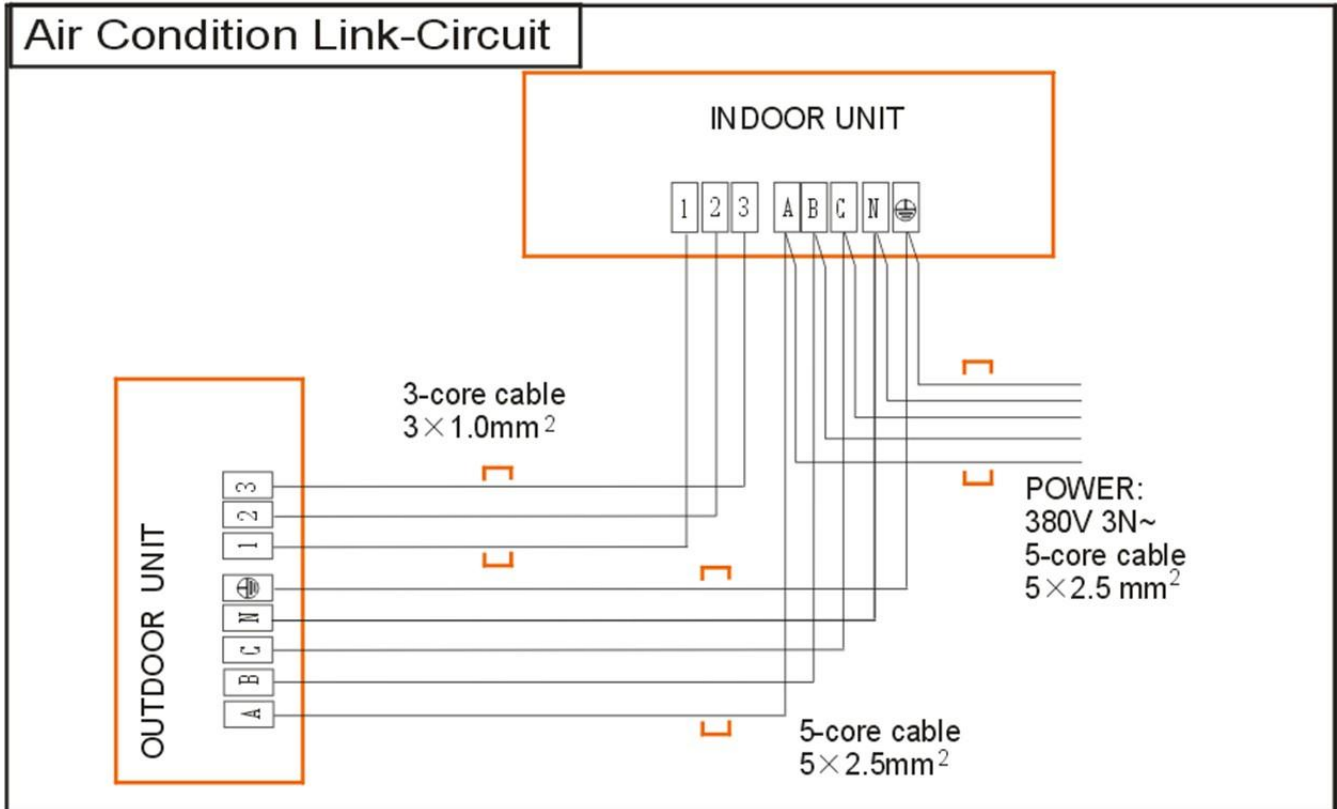 Air Condition Link-Circuit
INDOOR UNIT
1 2 3 A B C N
3-core cable
3×1.0mm²
POWER:
380V 3N~
5-core cable
5×2.5 mm²
OUTDOOR UNIT
3
2
1
N
C
B
A
5-core cable
5×2.5mm²